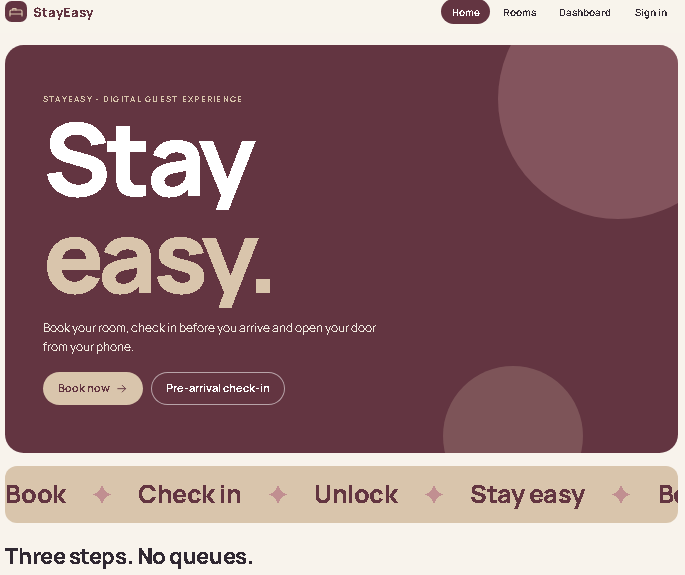 StayEasy
Home Rooms Dashboard Sign in
STAYEASY · DIGITAL GUEST EXPERIENCE
Stay
easy.
Book your room, check in before you arrive and open your door
from your phone.
Book now → Pre-arrival check-in
Book ✦ Check in ✦ Unlock ✦ Stay easy ✦
Three steps. No queues.